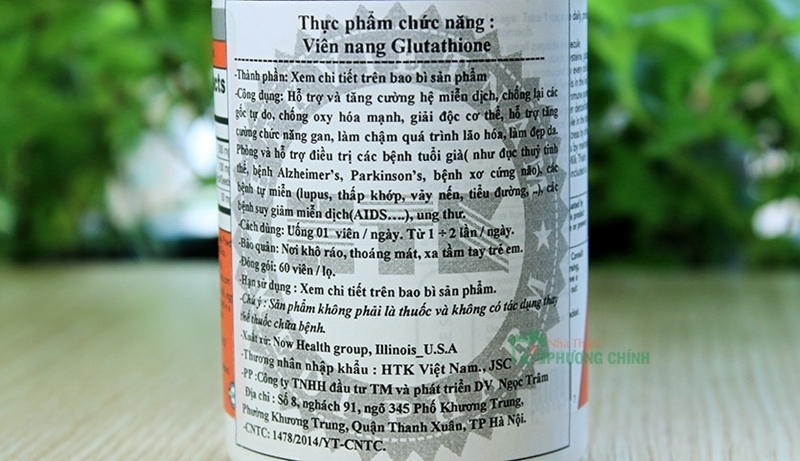 Thực phẩm chức năng :
Viên nang Glutathione
-Thành phần: Xem chi tiết trên bao bì sản phẩm
-Công dụng: Hỗ trợ và tăng cường hệ miễn dịch, chống lại các
gốc tự do, chống oxy hóa mạnh, giải độc cơ thể, hỗ trợ tăng
cường chức năng gan, làm chậm quá trình lão hóa, làm đẹp da.
Phòng và hỗ trợ điều trị các bệnh tuổi già( như đục thuỷ tinh
thể, bệnh Alzheimer's, Parkinson's, bệnh xơ cứng não), các
bệnh tự miễn (lupus, thấp khớp, vảy nến, tiểu đường, ..), các
bệnh suy giảm miễn dịch(AIDS….), ung thư.
-Cách dùng: Uống 01 viên / ngày. Từ 1 ÷ 2 lần / ngày.
-Bảo quản: Nơi khô ráo, thoáng mát, xa tầm tay trẻ em.
-Đóng gói: 60 viên / lọ.
-Hạn sử dụng : Xem chi tiết trên bao bì sản phẩm.
-Chú ý : Sản phẩm không phải là thuốc và không có tác dụng thay
thế thuốc chữa bệnh.
-Xuất xứ: Now Health group, Illinois_U.S.A
-Thương nhân nhập khẩu : HTK Việt Nam., JSC
-PP :Công ty TNHH đầu tư TM và phát triển DV Ngọc Trâm
Địa chỉ : Số 8, nghách 91, ngõ 345 Phố Khương Trung,
Phường Khương Trung, Quận Thanh Xuân, TP Hà Nội.
-CNTC: 1478/2014/YT-CNTC.
Nhà Thuốc
PHƯƠNG CHÍNH